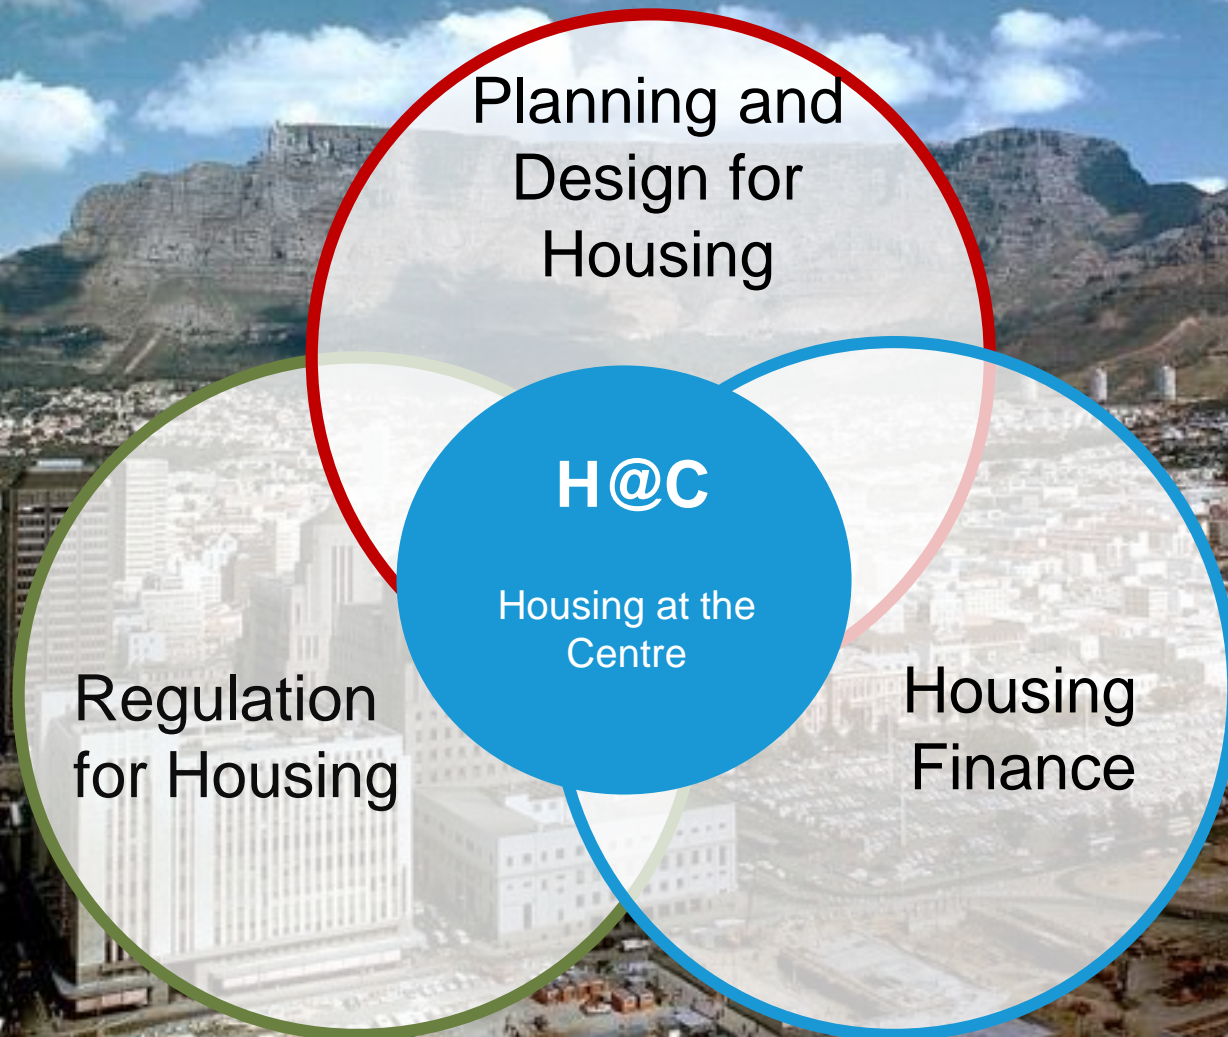 Planning and
Design for
Housing
H@C
Housing at the
Centre
Regulation
for Housing
Housing
Finance